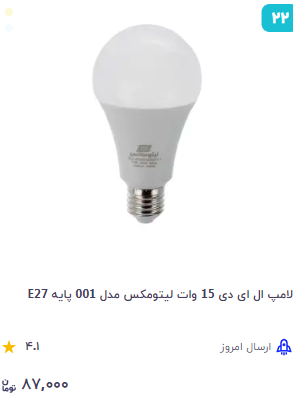 ۲۲
لامپ ال ای دی 15 وات لیتومکس مدل 001 پایه E27
ارسال امروز
۴.۱
۸۷,۰۰۰ تومان